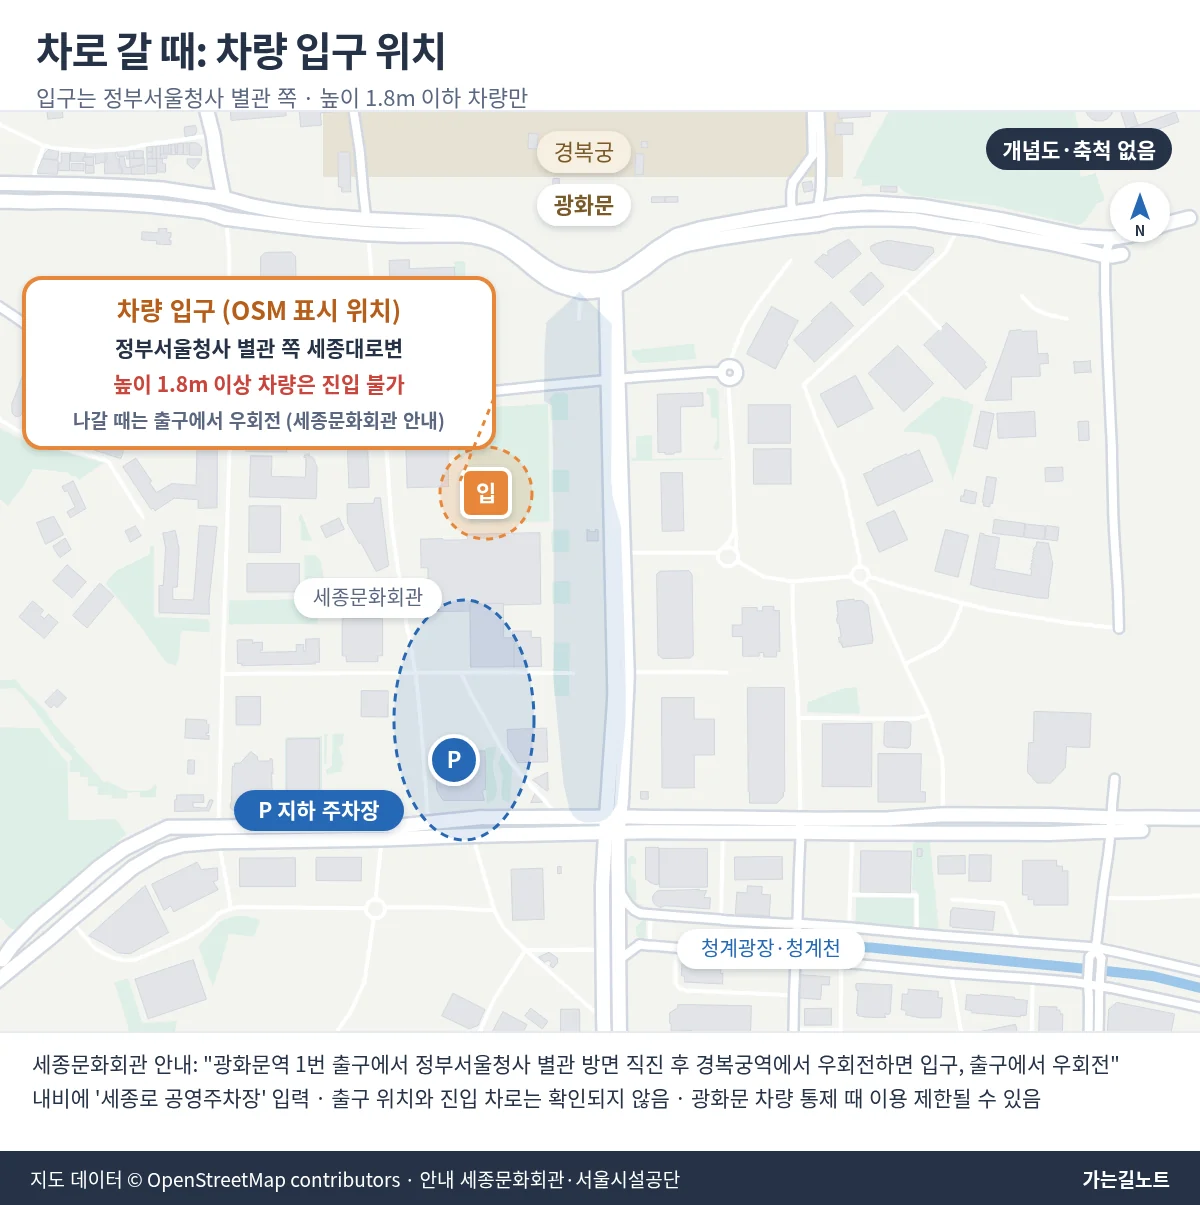 차로 갈 때: 차량 입구 위치
입구는 정부서울청사 별관 쪽 · 높이 1.8m 이하 차량만
경복궁
개념도·축척 없음
광화문
N
차량 입구 (OSM 표시 위치)
정부서울청사 별관 쪽 세종대로변
높이 1.8m 이상 차량은 진입 불가
나갈 때는 출구에서 우회전 (세종문화회관 안내)
입
세종문화회관
P
P 지하 주차장
청계광장·청계천
세종문화회관 안내: "광화문역 1번 출구에서 정부서울청사 별관 방면 직진 후 경복궁역에서 우회전하면 입구, 출구에서 우회전"
내비에 '세종로 공영주차장' 입력 · 출구 위치와 진입 차로는 확인되지 않음 · 광화문 차량 통제 때 이용 제한될 수 있음
지도 데이터 © OpenStreetMap contributors · 안내 세종문화회관·서울시설공단
가는길노트